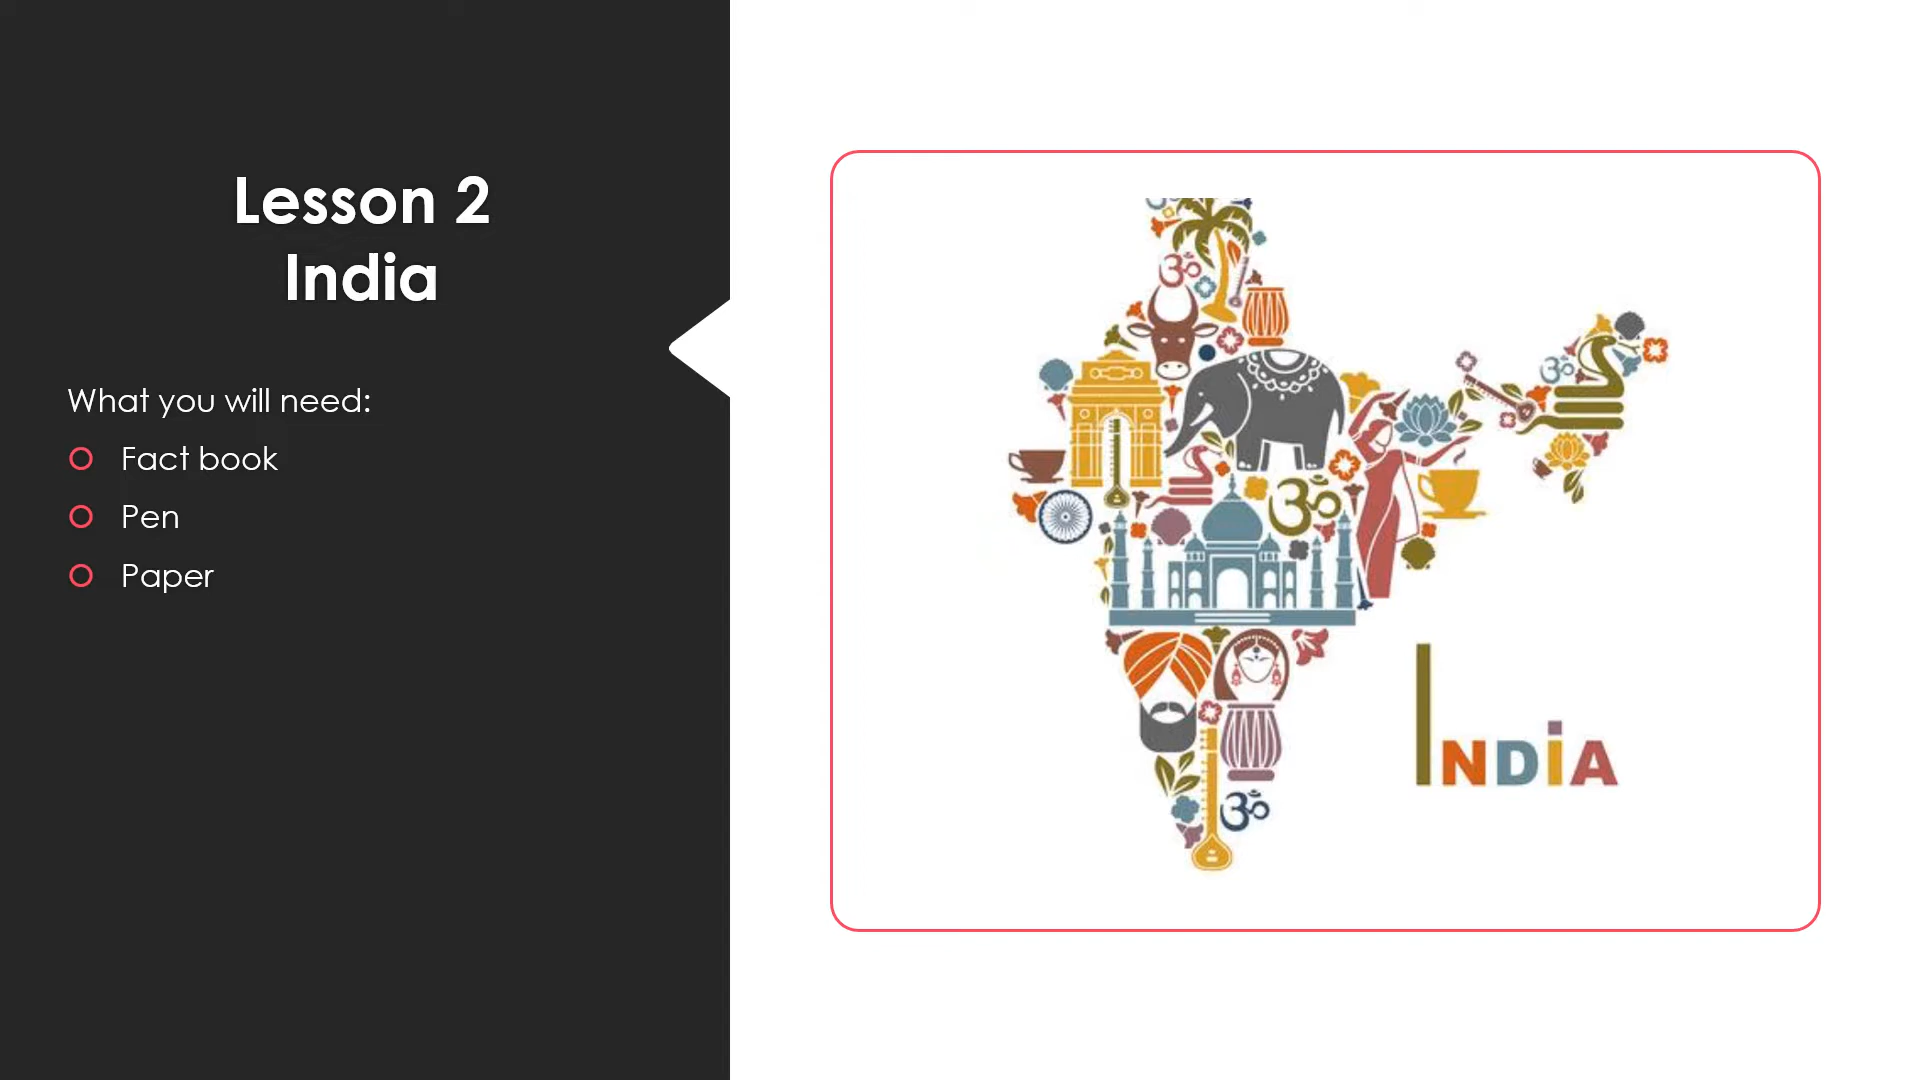 Lesson 2
India
What you will need:
Fact book
Pen
Paper
ॐ
ॐ
ॐ
ॐ
INDiA